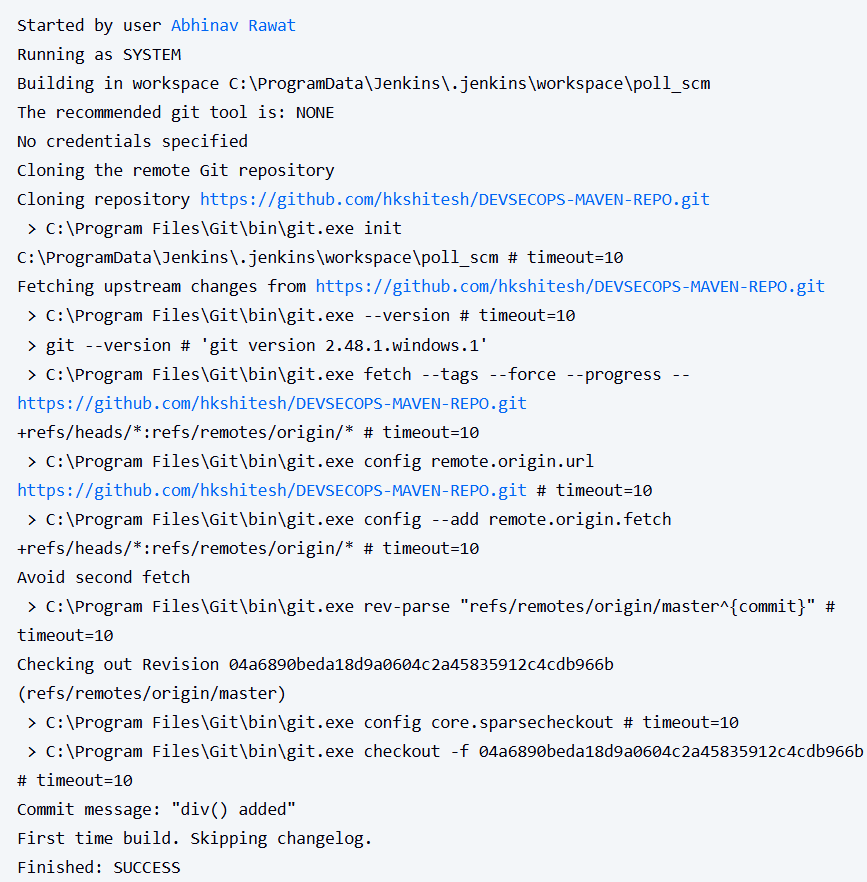 Started by user Abhinav Rawat
Running as SYSTEM
Building in workspace C:\ProgramData\Jenkins\.jenkins\workspace\poll_scm
The recommended git tool is: NONE
No credentials specified
Cloning the remote Git repository
Cloning repository https://github.com/hkshitesh/DEVSECOPS-MAVEN-REPO.git
 > C:\Program Files\Git\bin\git.exe init
C:\ProgramData\Jenkins\.jenkins\workspace\poll_scm # timeout=10
Fetching upstream changes from https://github.com/hkshitesh/DEVSECOPS-MAVEN-REPO.git
 > C:\Program Files\Git\bin\git.exe --version # timeout=10
 > git --version # 'git version 2.48.1.windows.1'
 > C:\Program Files\Git\bin\git.exe fetch --tags --force --progress --
https://github.com/hkshitesh/DEVSECOPS-MAVEN-REPO.git
+refs/heads/*:refs/remotes/origin/* # timeout=10
 > C:\Program Files\Git\bin\git.exe config remote.origin.url
https://github.com/hkshitesh/DEVSECOPS-MAVEN-REPO.git # timeout=10
 > C:\Program Files\Git\bin\git.exe config --add remote.origin.fetch
+refs/heads/*:refs/remotes/origin/* # timeout=10
Avoid second fetch
 > C:\Program Files\Git\bin\git.exe rev-parse "refs/remotes/origin/master^{commit}" #
timeout=10
Checking out Revision 04a6890beda18d9a0604c2a45835912c4cdb966b
(refs/remotes/origin/master)
 > C:\Program Files\Git\bin\git.exe config core.sparsecheckout # timeout=10
 > C:\Program Files\Git\bin\git.exe checkout -f 04a6890beda18d9a0604c2a45835912c4cdb966b
# timeout=10
Commit message: "div() added"
First time build. Skipping changelog.
Finished: SUCCESS